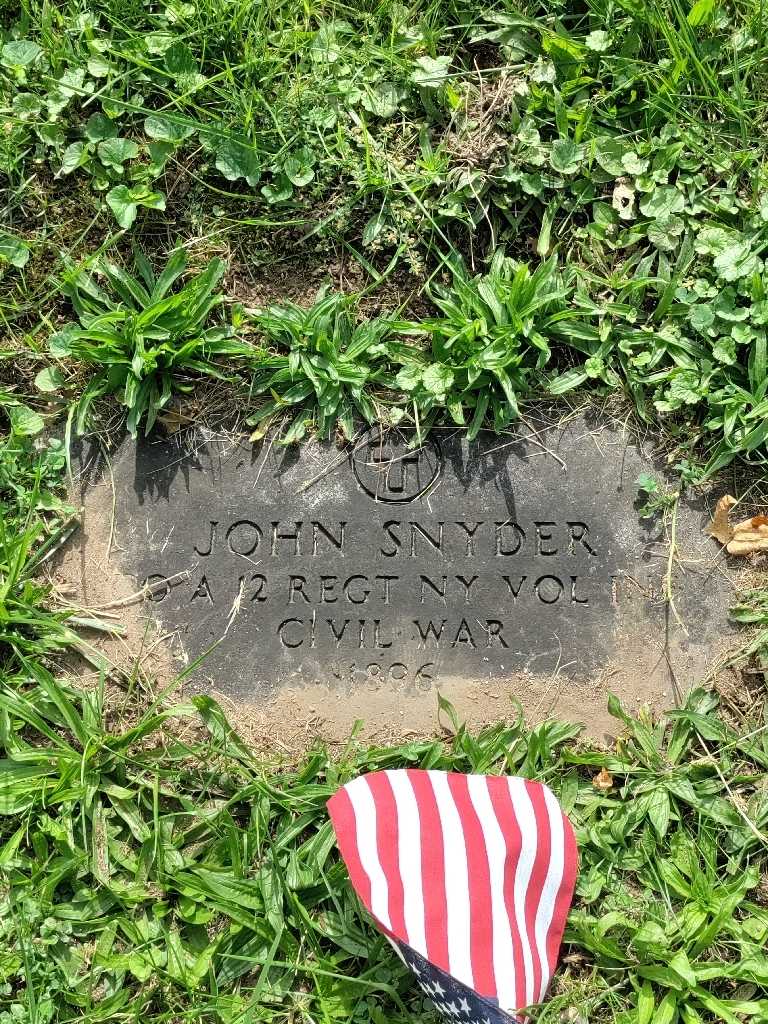 JOHN SNYDER
CO A 12 REGT NY VOL INF
CIVIL WAR
1896